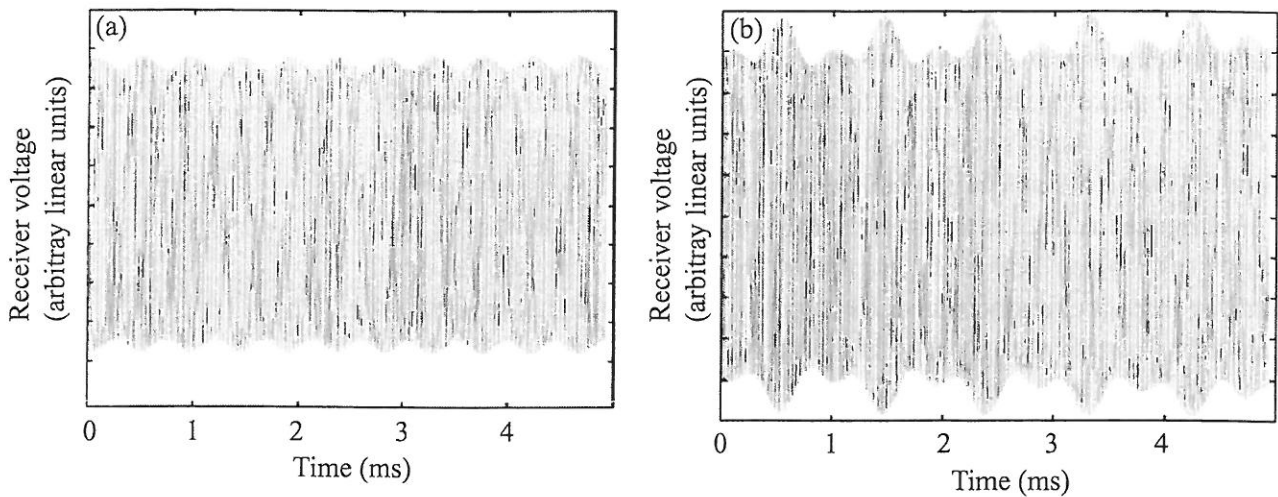 (a)
Receiver voltage
(arbitray linear units)
0 1 2 3 4
Time (ms)
(b)
Receiver voltage
(arbitray linear units)
0 1 2 3 4
Time (ms)